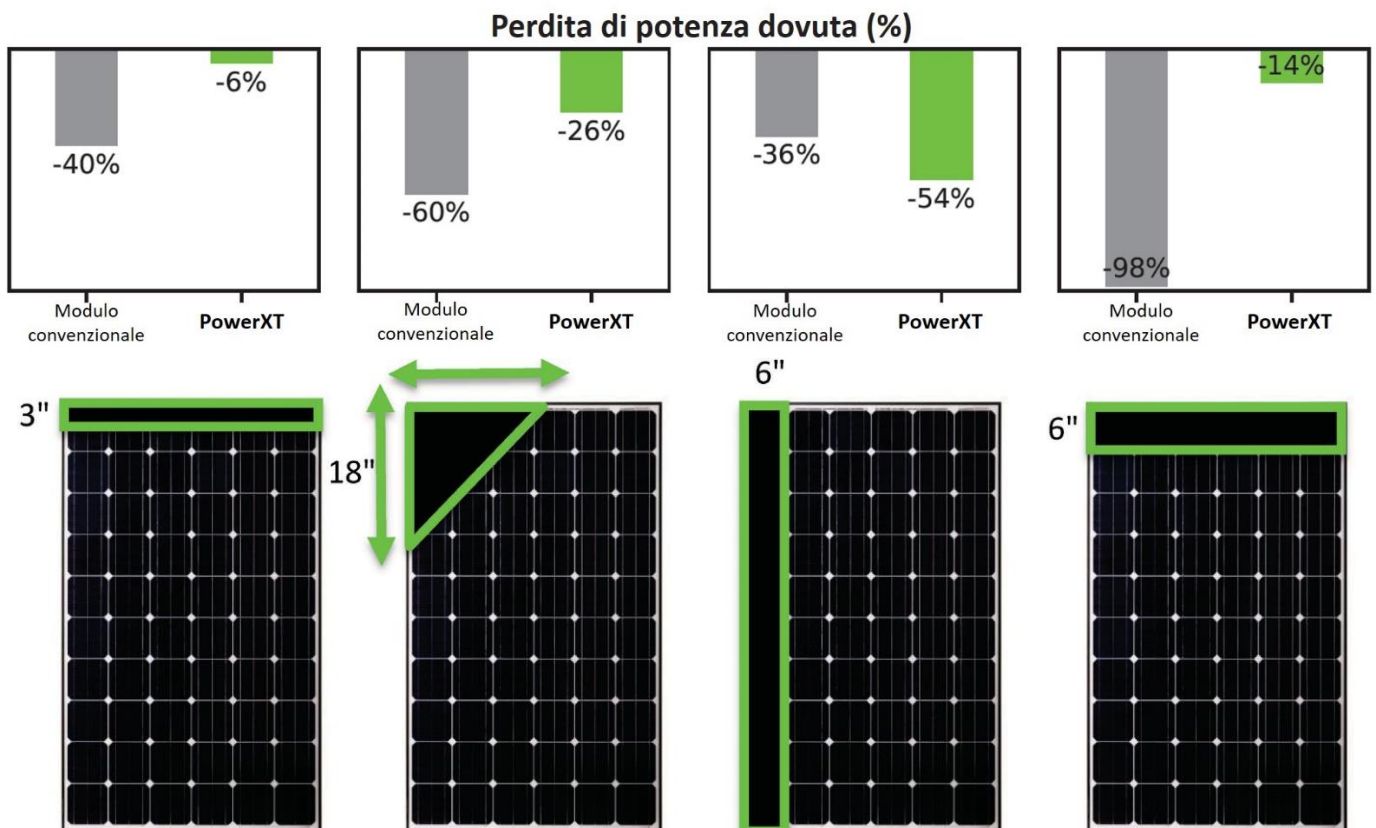 Perdita di potenza dovuta (%)
-40%
-6%
Modulo
convenzionale
PowerXT
-60%
-26%
Modulo
convenzionale
PowerXT
-36%
-54%
Modulo
convenzionale
PowerXT
-98%
-14%
Modulo
convenzionale
PowerXT
3"
18"
6"
6"